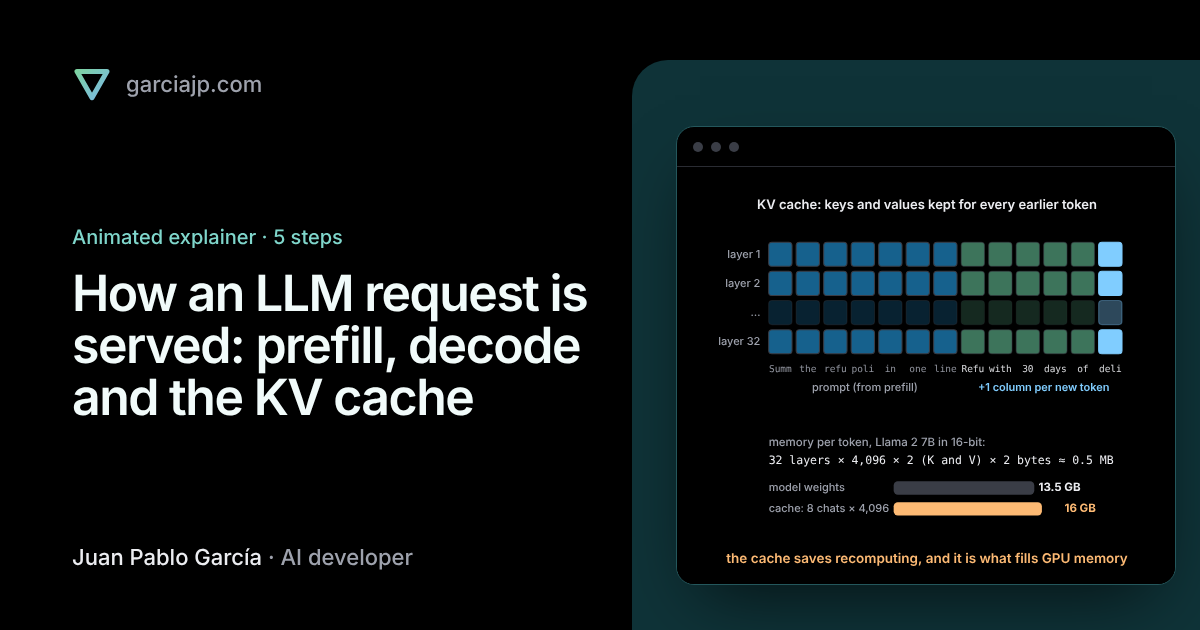 garciajp.com
Animated explainer · 5 steps
How an LLM request is
served: prefill, decode
and the KV cache
Juan Pablo García · AI developer
KV cache: keys and values kept for every earlier token
layer 1
layer 2
...
layer 32
Summ the refu poli in one line Refu with 30 days of deli
prompt (from prefill) +1 column per new token
memory per token, Llama 2 7B in 16-bit:
32 layers × 4,096 × 2 (K and V) × 2 bytes ≈ 0.5 MB
model weights 13.5 GB
cache: 8 chats × 4,096 16 GB
the cache saves recomputing, and it is what fills GPU memory